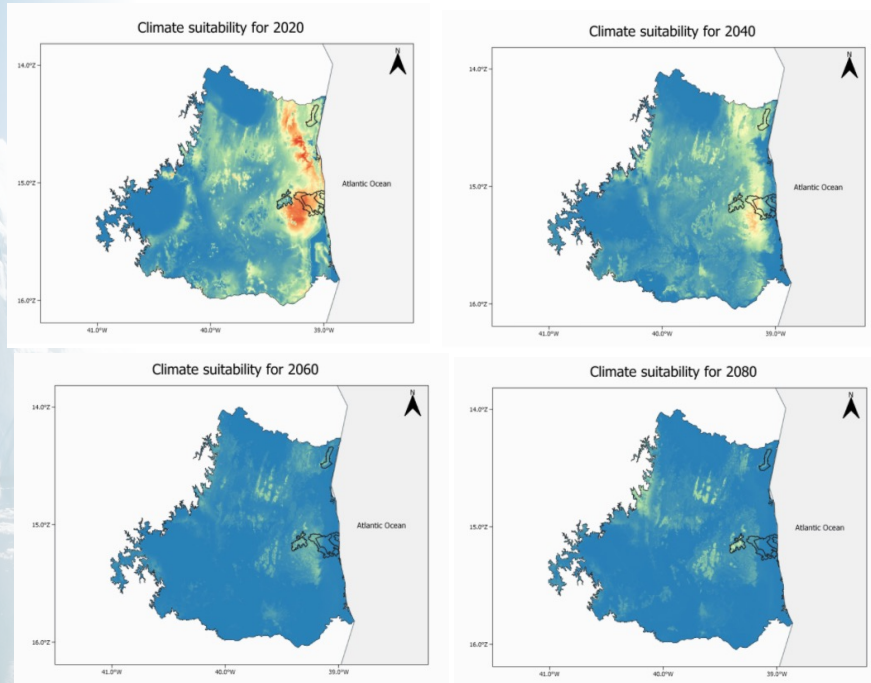 Climate suitability for 2020
N
14.0°Z
15.0°Z
16.0°Z
Atlantic Ocean
41.0°W 40.0°W 39.0°W
Climate suitability for 2040
N
14.0°Z
15.0°Z
16.0°Z
Atlantic Ocean
41.0°W 40.0°W 39.0°W
Climate suitability for 2060
N
14.0°Z
15.0°Z
16.0°Z
Atlantic Ocean
41.0°W 40.0°W 39.0°W
Climate suitability for 2080
N
14.0°Z
15.0°Z
16.0°Z
Atlantic Ocean
41.0°W 40.0°W 39.0°W